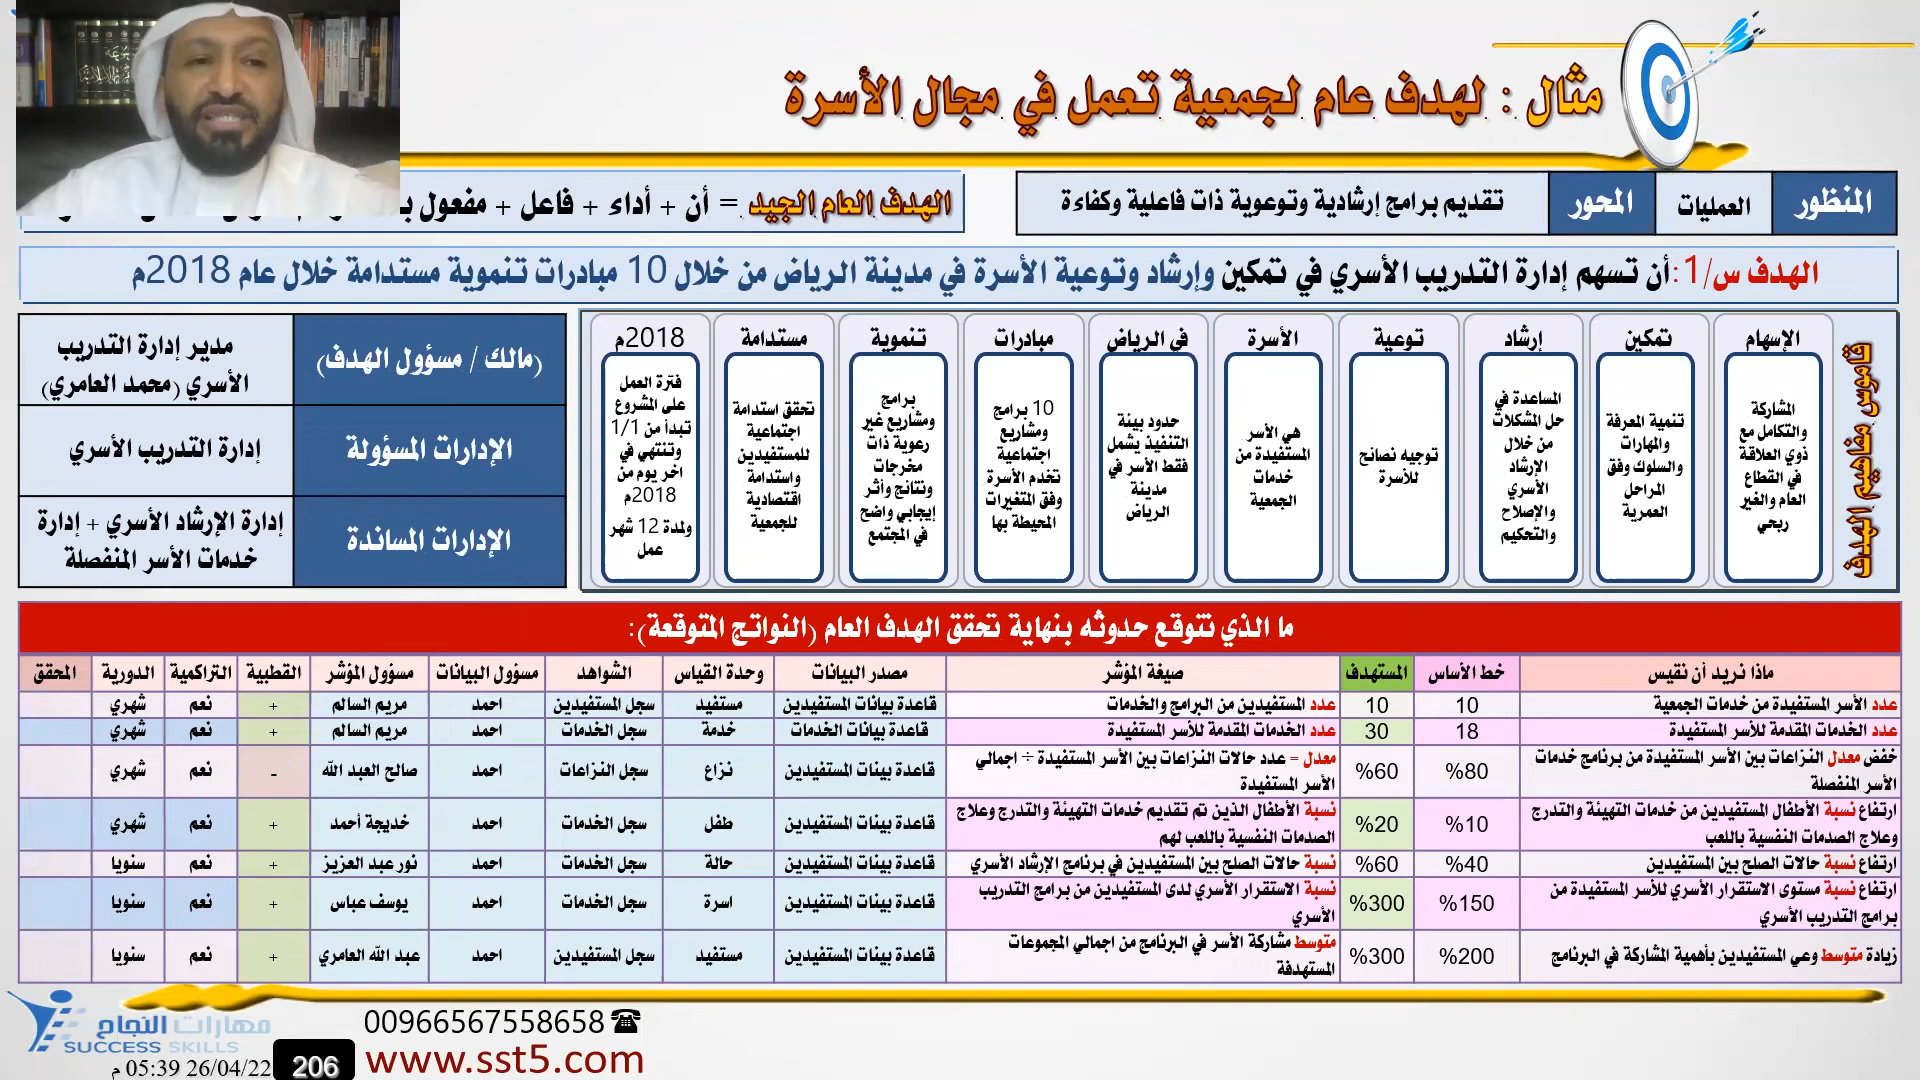 مثال : لهدف عام لجمعية تعمل في مجال الأسرة
المنظور العمليات المحور تقديم برامج إرشادية وتوعوية ذات فاعلية وكفاءة
الهدف العام الجيد = أن + أداء + فاعل + مفعول
الهدف س/1: أن تسهم إدارة التدريب الأسري في تمكين وإرشاد وتوعية الأسرة في مدينة الرياض من خلال 10 مبادرات تنموية مستدامة خلال عام 2018م
قاموس مفاهيم الهدف
الإسهام
المشاركة
والتكامل مع
ذوي العلاقة
في القطاع
العام والغير
ربحي
تمكين
تنمية المعرفة
والمهارات
والسلوك وفق
المراحل
العمرية
إرشاد
المساعدة في
حل المشكلات
من خلال
الإرشاد
الأسري
والإصلاح
والتحكيم
توعية
توجيه نصائح
للأسرة
الأسرة
هي الأسر
المستفيدة من
خدمات
الجمعية
في الرياض
حدود بيئة
التنفيذ يشمل
فقط الأسر في
مدينة
الرياض
مبادرات
10 برامج
ومشاريع
اجتماعية
تخدم الأسرة
وفق المتغيرات
المحيطة بها
تنموية
برامج
ومشاريع غير
رعوية ذات
مخرجات
ونتائج وأثر
إيجابي واضح
في المجتمع
مستدامة
تحقق استدامة
اجتماعية
للمستفيدين
واستدامة
اقتصادية
للجمعية
2018م
فترة العمل
على المشروع
تبدأ من 1/1
وتنتهي في
اخر يوم من
2018م
ولمدة 12 شهر
عمل
(مالك / مسؤول الهدف) مدير إدارة التدريب
الأسري (محمد العامري)
الإدارات المسؤولة إدارة التدريب الأسري
الإدارات المساندة إدارة الإرشاد الأسري + إدارة
خدمات الأسر المنفصلة
ما الذي تتوقع حدوثه بنهاية تحقق الهدف العام (النواتج المتوقعة):
ماذا نريد أن نقيس خط الأساس المستهدف صيغة المؤشر مصدر البيانات وحدة القياس الشواهد مسؤول البيانات مسؤول المؤشر القطبية التراكمية الدورية المحقق
عدد الأسر المستفيدة من خدمات الجمعية 10 10 عدد المستفيدين من البرامج والخدمات قاعدة بيانات المستفيدين مستفيد سجل المستفيدين احمد مريم السالم + نعم شهري
عدد الخدمات المقدمة للأسر المستفيدة 18 30 عدد الخدمات المقدمة للأسر المستفيدة قاعدة بيانات الخدمات خدمة سجل الخدمات احمد مريم السالم + نعم شهري
خفض معدل النزاعات بين الأسر المستفيدة من برنامج خدمات
الأسر المنفصلة %80 %60 معدل = عدد حالات النزاعات بين الأسر المستفيدة ÷ اجمالي
الأسر المستفيدة قاعدة بينات المستفيدين نزاع سجل النزاعات احمد صالح العبد الله - نعم شهري
ارتفاع نسبة الأطفال المستفيدين من خدمات التهيئة والتدرج
وعلاج الصدمات النفسية باللعب %10 %20 نسبة الأطفال الذين تم تقديم خدمات التهيئة والتدرج وعلاج
الصدمات النفسية باللعب لهم قاعدة بينات المستفيدين طفل سجل الخدمات احمد خديجة أحمد + نعم شهري
ارتفاع نسبة حالات الصلح بين المستفيدين %40 %60 نسبة حالات الصلح بين المستفيدين في برنامج الإرشاد الأسري قاعدة بينات المستفيدين حالة سجل الخدمات احمد نور عبد العزيز + نعم سنويا
ارتفاع نسبة مستوى الاستقرار الأسري للأسر المستفيدة من
برامج التدريب الأسري %150 %300 نسبة الاستقرار الأسري لدى المستفيدين من برامج التدريب
الأسري قاعدة بينات المستفيدين اسرة سجل الخدمات احمد يوسف عباس + نعم سنويا
زيادة متوسط وعي المستفيدين بأهمية المشاركة في البرنامج %200 %300 متوسط مشاركة الأسر في البرنامج من اجمالي المجموعات
المستهدفة قاعدة بينات المستفيدين مستفيد سجل المستفيدين احمد عبد الله العامري + نعم سنويا
مهارات النجاح
SUCCESS SKILLS
26/04/22 05:39 م
206
00966567558658
www.sst5.com